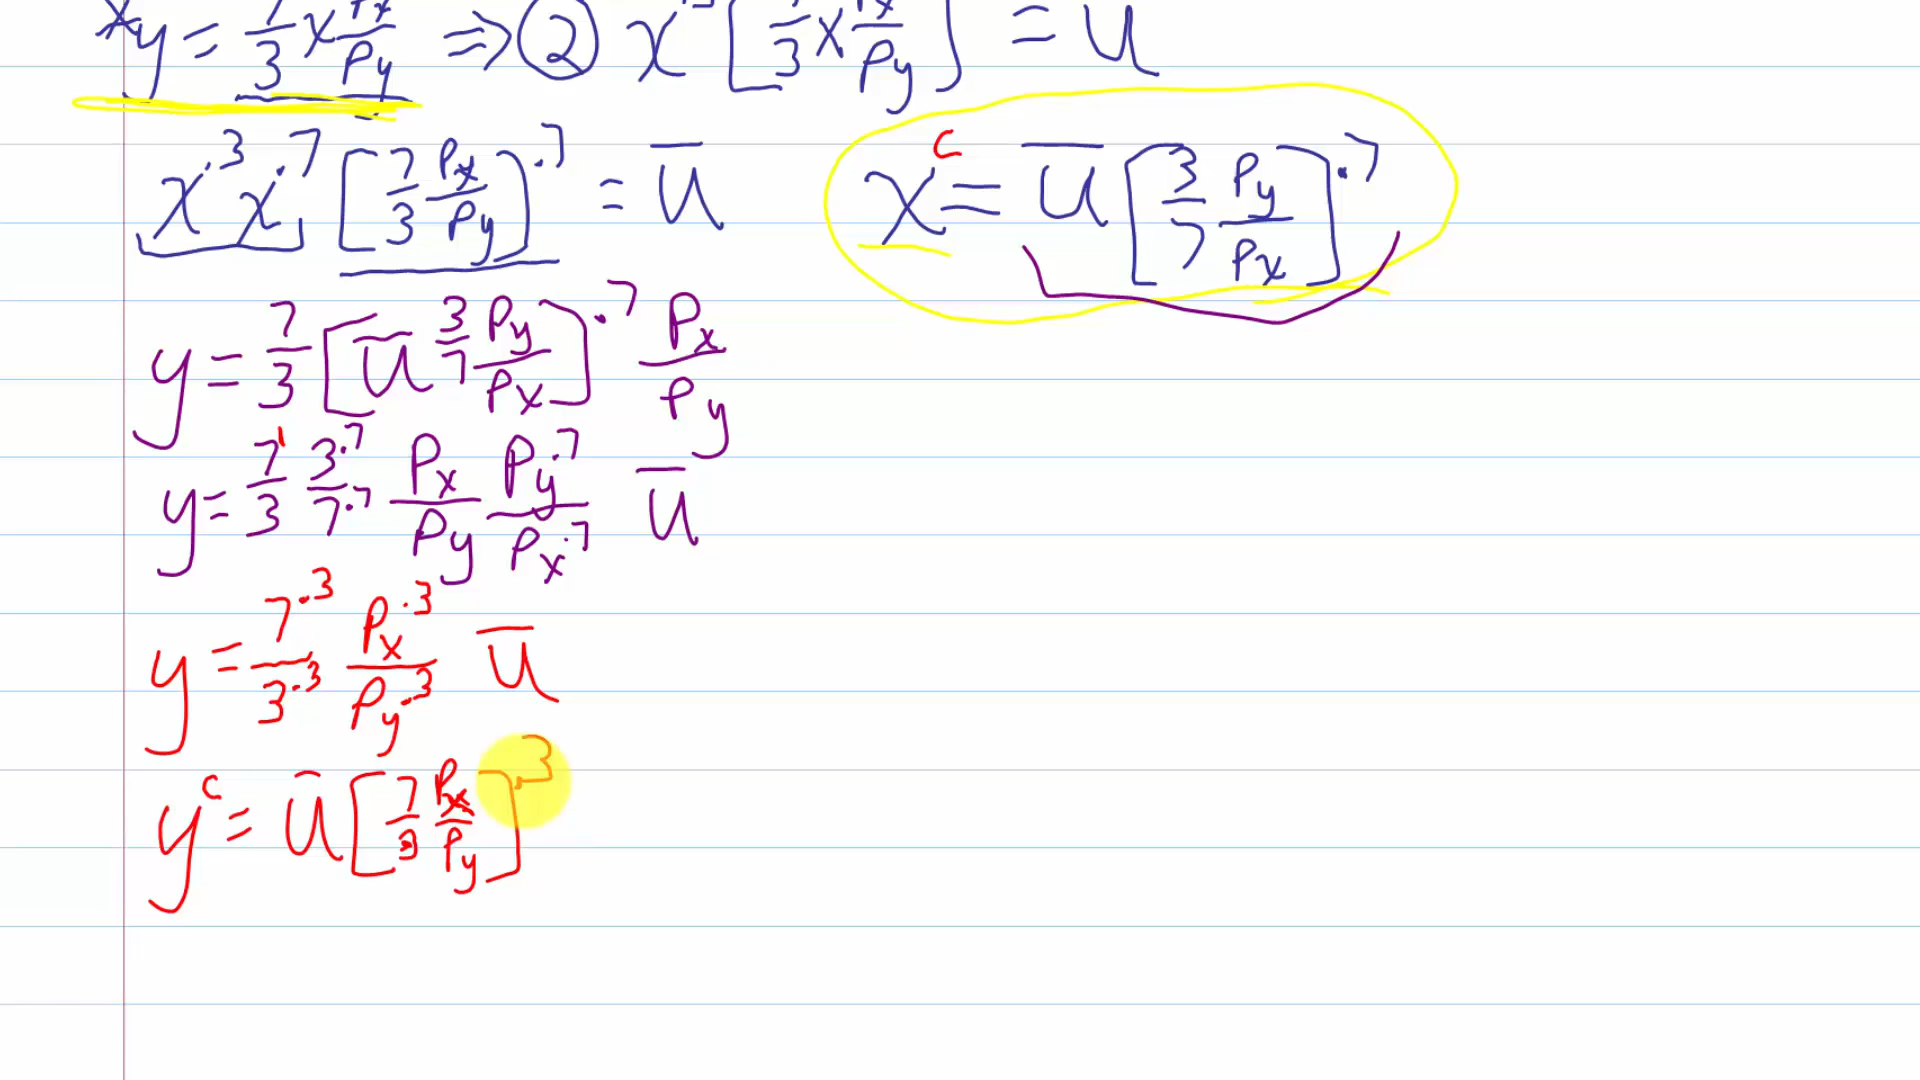 *y = 7/3 x Px/Py ⇒ ② x^.3 [7/3 x Px/Py] = U
x^.3 x^.7 [7/3 Px/Py]^.7 = Ū
x^c = Ū [3/7 Py/Px]^.7
y = 7/3 [Ū 3/7 Py/Px]^.7 Px/Py
y = 7^1/3 3^.7/7^.7 Px/Py Py^.7/Px^.7 Ū
y = 7^.3/3^.3 Px^.3/Py^.3 Ū
y^c = Ū [7/3 Px/Py]^.3